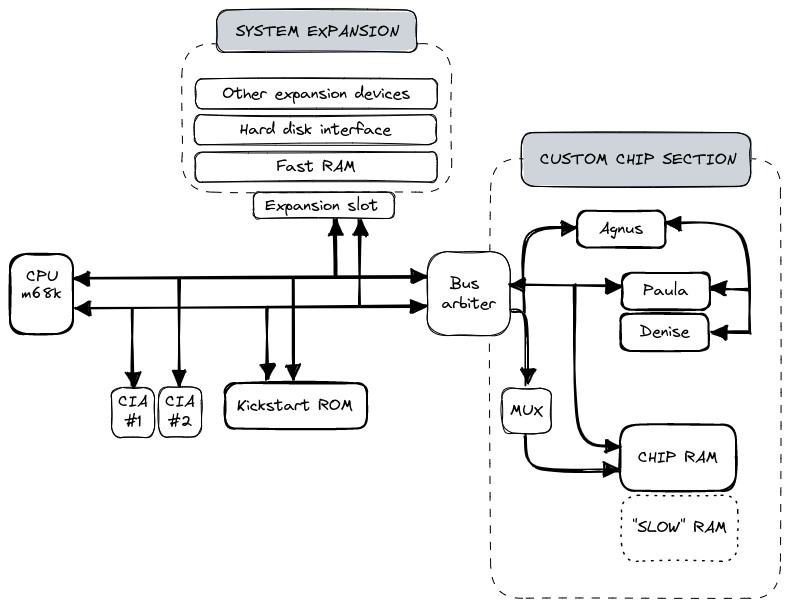 SYSTEM EXPANSION
Other expansion devices
Hard disk interface
Fast RAM
Expansion slot
CUSTOM CHIP SECTION
Agnus
CPU
m68k
Bus
arbiter
Paula
Denise
CIA
#1
CIA
#2
Kickstart ROM
MUX
CHIP RAM
"SLOW" RAM